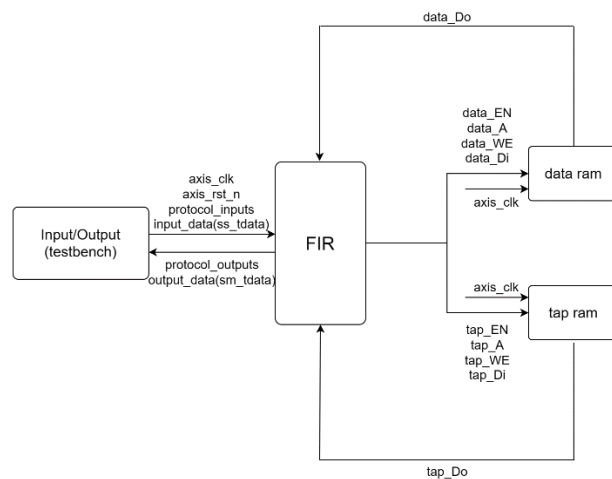 data_Do
data_EN
data_A
data_WE
data_Di
data ram
axis_clk
axis_clk
axis_rst_n
protocol_inputs
input_data(ss_tdata)
Input/Output
(testbench)
FIR
protocol_outputs
output_data(sm_tdata)
axis_clk
tap ram
tap_EN
tap_A
tap_WE
tap_Di
tap_Do